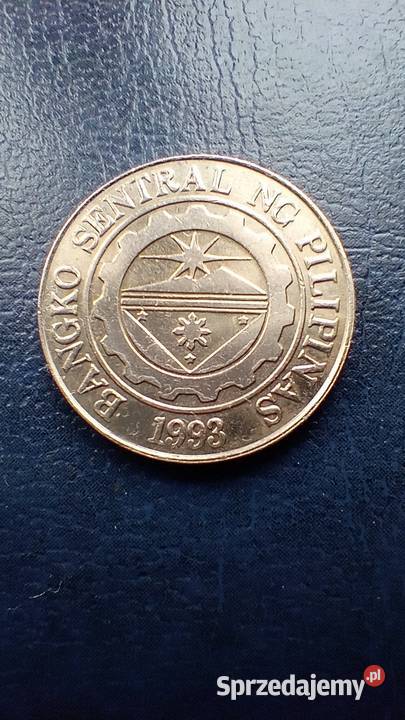 BANGKO SENTRAL NG PILIPINAS
1993
Sprzedajemy.pl